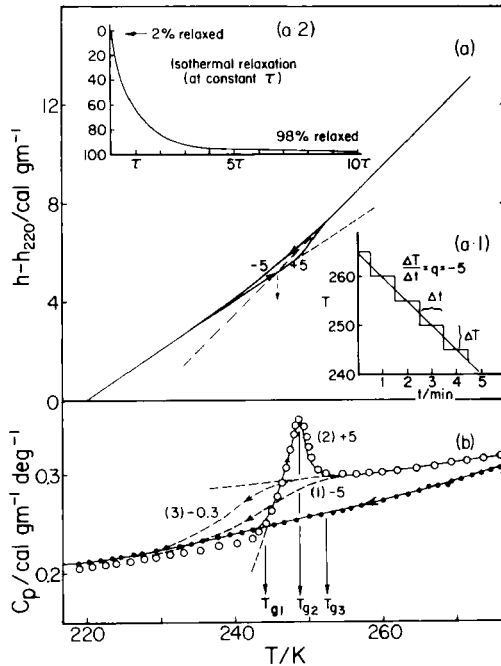 (a·2)
(a)
0
20
40
60
80
100
2% relaxed
Isothermal relaxation
(at constant τ)
98% relaxed
τ
5τ
10τ
12
8
4
0
h-h220/cal gm⁻¹
-5
+5
(a·1)
ΔT/Δt = q = -5
Δt
ΔT
T
260
250
240
0
1
2
3
4
5
t/min
(b)
0.3
0.2
Cp/cal gm⁻¹ deg⁻¹
(2)+5
(1)-5
(3)-0.3
Tg1
Tg2
Tg3
220
240
260
T/K